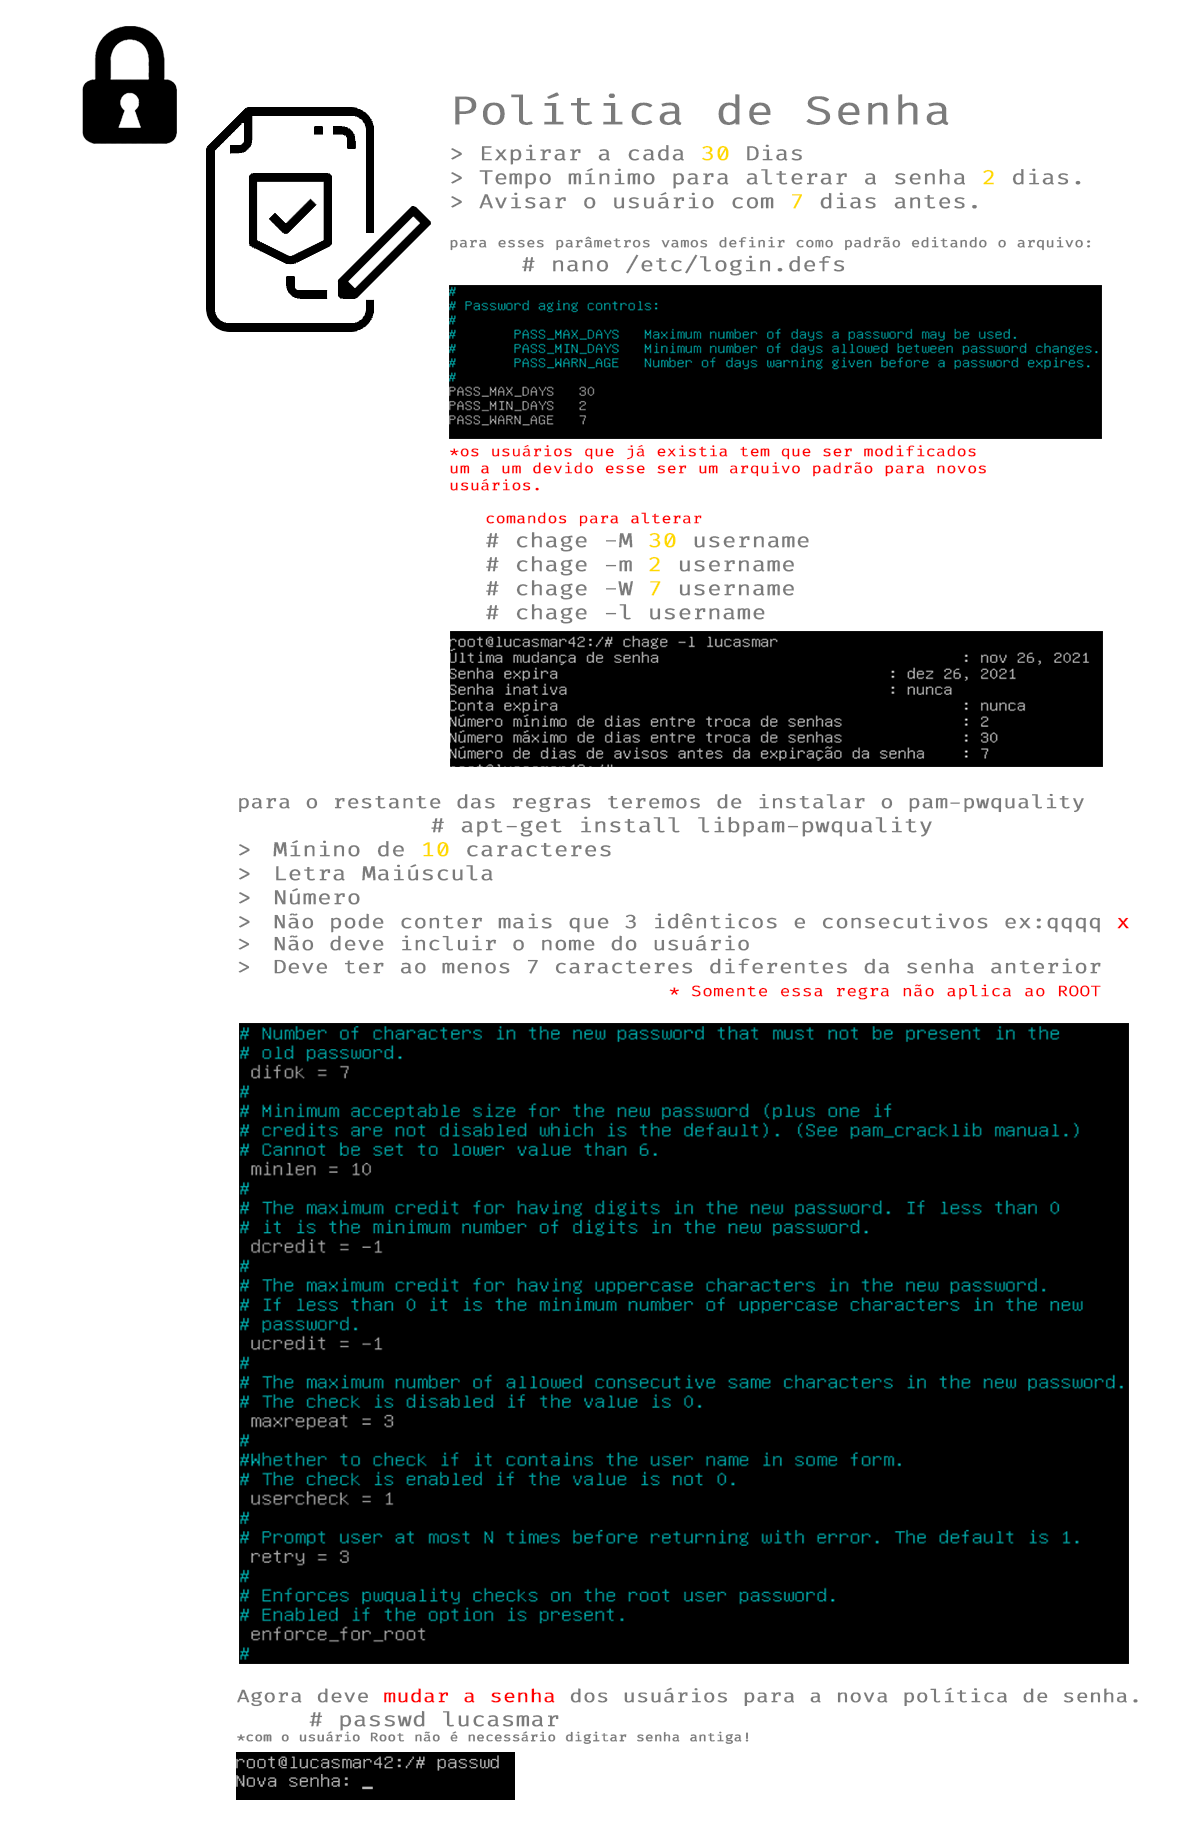 Política de Senha
> Expirar a cada 30 Dias
> Tempo mínimo para alterar a senha 2 dias.
> Avisar o usuário com 7 dias antes.
para esses parâmetros vamos definir como padrão editando o arquivo:
# nano /etc/login.defs
#
# Password aging controls:
#
# PASS_MAX_DAYS Maximum number of days a password may be used.
# PASS_MIN_DAYS Minimum number of days allowed between password changes.
# PASS_WARN_AGE Number of days warning given before a password expires.
#
PASS_MAX_DAYS 30
PASS_MIN_DAYS 2
PASS_WARN_AGE 7
*os usuários que já existia tem que ser modificados
um a um devido esse ser um arquivo padrão para novos
usuários.
comandos para alterar
# chage -M 30 username
# chage -m 2 username
# chage -W 7 username
# chage -l username
root@lucasmar42:/# chage -l lucasmar
Última mudança de senha : nov 26, 2021
Senha expira : dez 26, 2021
Senha inativa : nunca
Conta expira : nunca
Número mínimo de dias entre troca de senhas : 2
Número máximo de dias entre troca de senhas : 30
Número de dias de avisos antes da expiração da senha : 7
para o restante das regras teremos de instalar o pam-pwquality
# apt-get install libpam-pwquality
> Mínino de 10 caracteres
> Letra Maiúscula
> Número
> Não pode conter mais que 3 idênticos e consecutivos ex:qqqq x
> Não deve incluir o nome do usuário
> Deve ter ao menos 7 caracteres diferentes da senha anterior
* Somente essa regra não aplica ao ROOT
# Number of characters in the new password that must not be present in the
# old password.
difok = 7
#
# Minimum acceptable size for the new password (plus one if
# credits are not disabled which is the default). (See pam_cracklib manual.)
# Cannot be set to lower value than 6.
minlen = 10
#
# The maximum credit for having digits in the new password. If less than 0
# it is the minimum number of digits in the new password.
dcredit = -1
#
# The maximum credit for having uppercase characters in the new password.
# If less than 0 it is the minimum number of uppercase characters in the new
# password.
ucredit = -1
#
# The maximum number of allowed consecutive same characters in the new password.
# The check is disabled if the value is 0.
maxrepeat = 3
#
#Whether to check if it contains the user name in some form.
# The check is enabled if the value is not 0.
usercheck = 1
#
# Prompt user at most N times before returning with error. The default is 1.
retry = 3
#
# Enforces pwquality checks on the root user password.
# Enabled if the option is present.
enforce_for_root
#
Agora deve mudar a senha dos usuários para a nova política de senha.
# passwd lucasmar
*com o usuário Root não é necessário digitar senha antiga!
root@lucasmar42:/# passwd
Nova senha: _